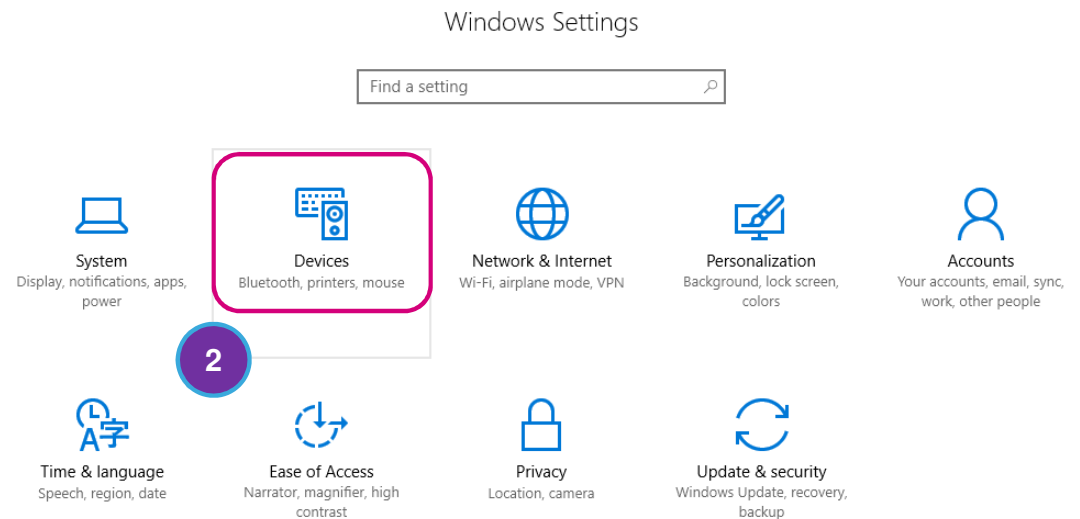 Windows Settings
Find a setting
System
Display, notifications, apps,
power
Devices
Bluetooth, printers, mouse
Network & Internet
Wi-Fi, airplane mode, VPN
Personalization
Background, lock screen,
colors
Accounts
Your accounts, email, sync,
work, other people
2
A字
Time & language
Speech, region, date
Ease of Access
Narrator, magnifier, high
contrast
Privacy
Location, camera
Update & security
Windows Update, recovery,
backup